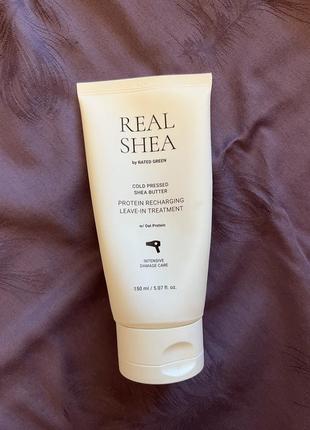 REAL
SHEA
by RATED GREEN
COLD PRESSED
SHEA BUTTER
PROTEIN RECHARGING
LEAVE-IN TREATMENT
w/ Oat Protein
INTENSIVE
DAMAGE CARE
150 ml / 5.07 fl. oz.